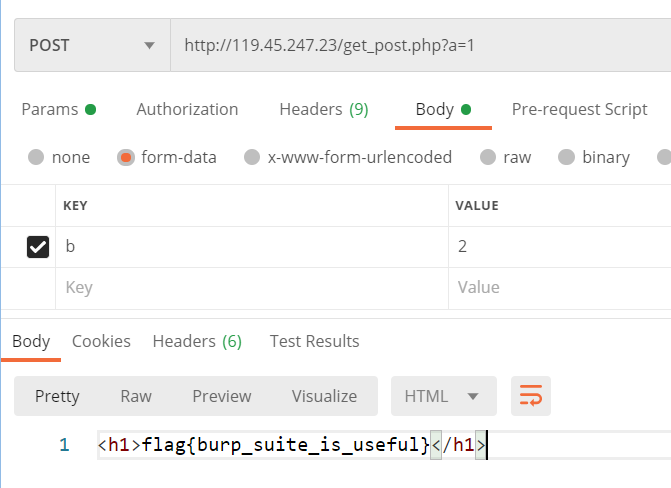 POST http://119.45.247.23/get_post.php?a=1
Params Authorization Headers (9) Body Pre-request Script
none form-data x-www-form-urlencoded raw binary
KEY VALUE
b 2
Key Value
Body Cookies Headers (6) Test Results
Pretty Raw Preview Visualize HTML
1 <h1>flag{burp_suite_is_useful}</h1>